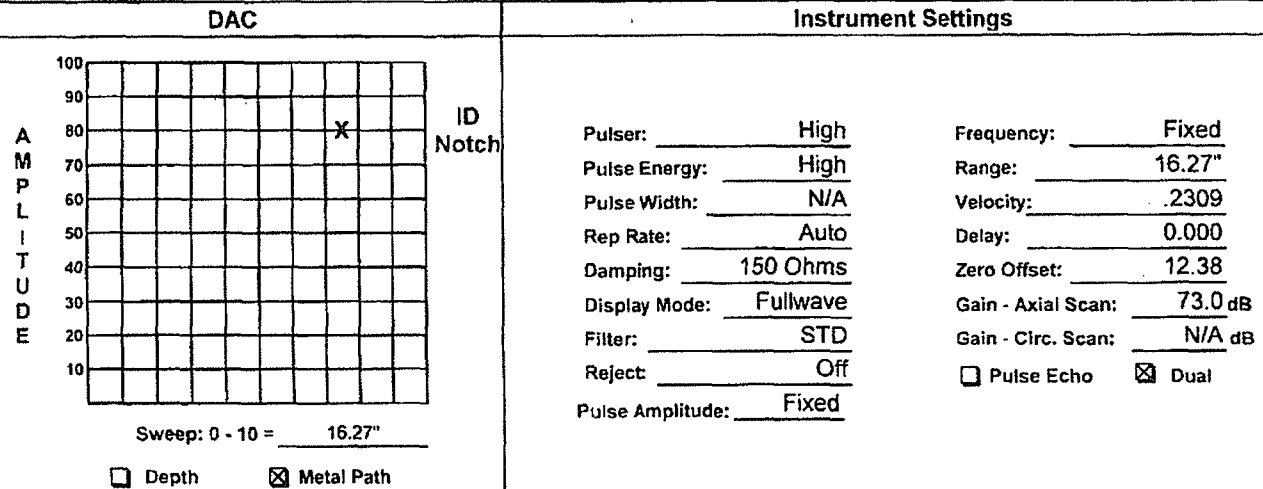 DAC
Instrument Settings
100
90
80
70
60
50
40
30
20
10
AMPLITUDE
X
ID
Notch
Sweep: 0 - 10 = 16.27"
Depth Metal Path
Pulser: High
Pulse Energy: High
Pulse Width: N/A
Rep Rate: Auto
Damping: 150 Ohms
Display Mode: Fullwave
Filter: STD
Reject: Off
Pulse Amplitude: Fixed
Frequency: Fixed
Range: 16.27"
Velocity: .2309
Delay: 0.000
Zero Offset: 12.38
Gain - Axial Scan: 73.0 dB
Gain - Circ. Scan: N/A dB
Pulse Echo Dual